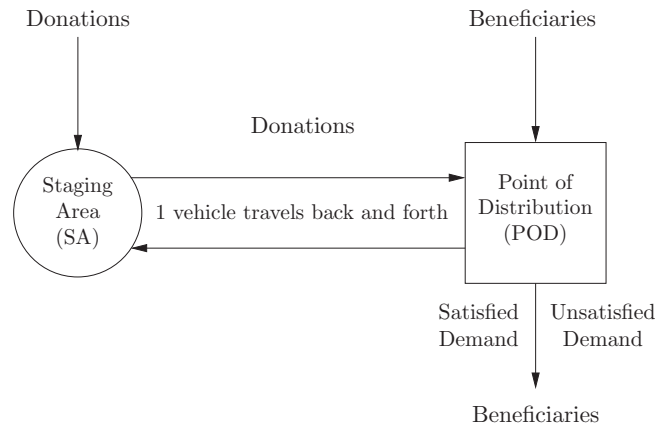 Donations
Beneficiaries
Donations
Staging
Area
(SA)
1 vehicle travels back and forth
Point of
Distribution
(POD)
Satisfied
Demand
Unsatisfied
Demand
Beneficiaries